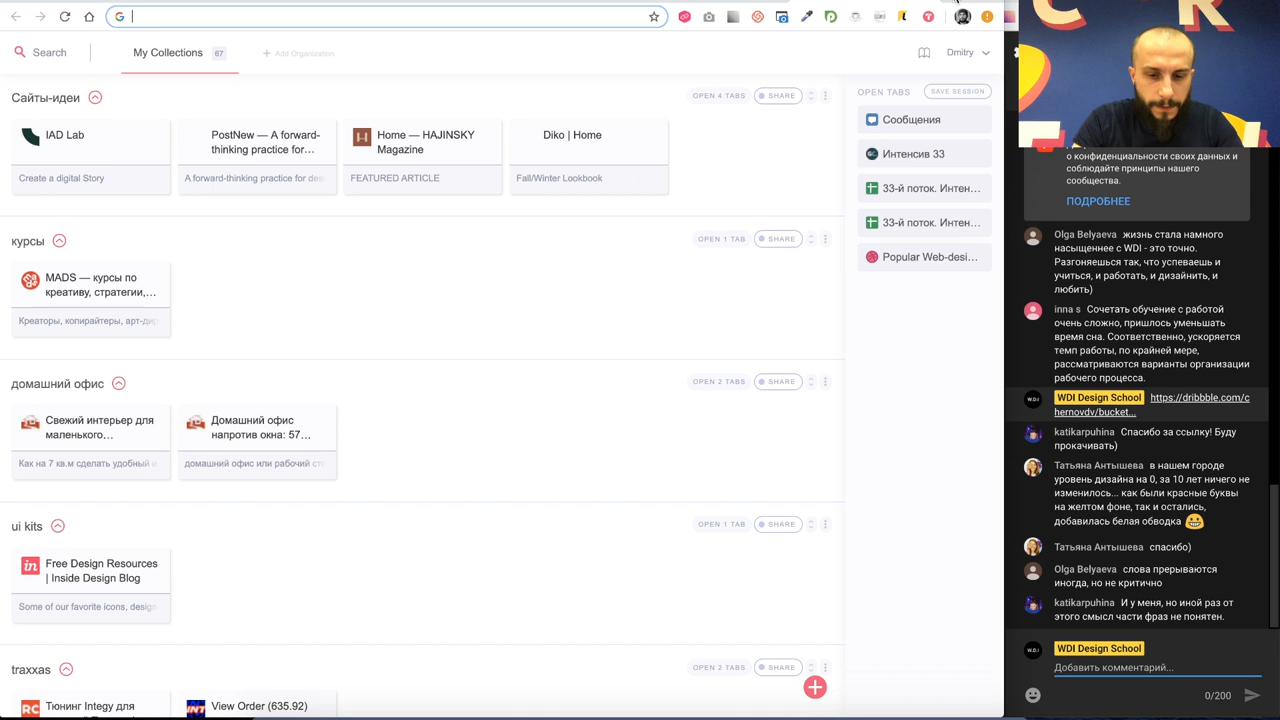 Search
My Collections 67
Add Organization
Dmitry
Сайты-идеи
OPEN 4 TABS
SHARE
IAD Lab
Create a digital Story
PostNew — A forward-
thinking practice for…
A forward-thinking practice for des
Home — HAJINSKY
Magazine
FEATURED ARTICLE
Diko | Home
Fall/Winter Lookbook
курсы
OPEN 1 TAB
SHARE
MADS — курсы по
креативу, стратегии,…
Креаторы, копирайтеры, арт-дир
домашний офис
OPEN 2 TABS
SHARE
Свежий интерьер для
маленького…
Как на 7 кв.м сделать удобный и
Домашний офис
напротив окна: 57…
домашний офис или рабочий сто
ui kits
OPEN 1 TAB
SHARE
Free Design Resources
| Inside Design Blog
Some of our favorite icons, design
traxxas
OPEN 2 TABS
SHARE
Тюнинг Integy для
View Order (635.92)
OPEN TABS
SAVE SESSION
Сообщения
Интенсив 33
33-й поток. Интен…
33-й поток. Интен…
Popular Web-desi…
о конфиденциальности своих данных и
соблюдайте принципы нашего
сообщества.
ПОДРОБНЕЕ
Olga Belyaeva жизнь стала намного
насыщеннее с WDI - это точно.
Разгоняешься так, что успеваешь и
учиться, и работать, и дизайнить, и
любить)
inna s Сочетать обучение с работой
очень сложно, пришлось уменьшать
время сна. Соответственно, ускоряется
темп работы, по крайней мере,
рассматриваются варианты организации
рабочего процесса.
WDI Design School https://dribbble.com/c
hernovdv/bucket...
katikarpuhina Спасибо за ссылку! Буду
прокачивать)
Татьяна Антышева в нашем городе
уровень дизайна на 0, за 10 лет ничего не
изменилось... как были красные буквы
на желтом фоне, так и остались,
добавилась белая обводка
Татьяна Антышева спасибо)
Olga Belyaeva слова прерываются
иногда, но не критично
katikarpuhina И у меня, но иной раз от
этого смысл части фраз не понятен.
WDI Design School
Добавить комментарий...
0/200